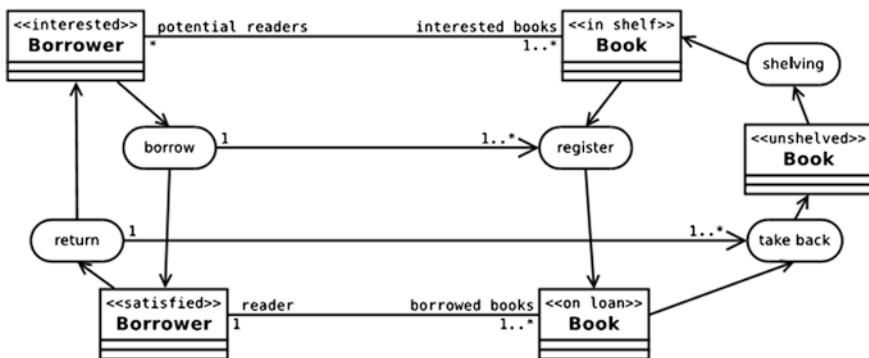 <<interested>>
Borrower
potential readers
*
interested books
1..*
<<in shelf>>
Book
shelving
borrow
1
1..*
register
<<unshelved>>
Book
return
1
1..*
take back
<<satisfied>>
Borrower
reader
1
borrowed books
1..*
<<on loan>>
Book